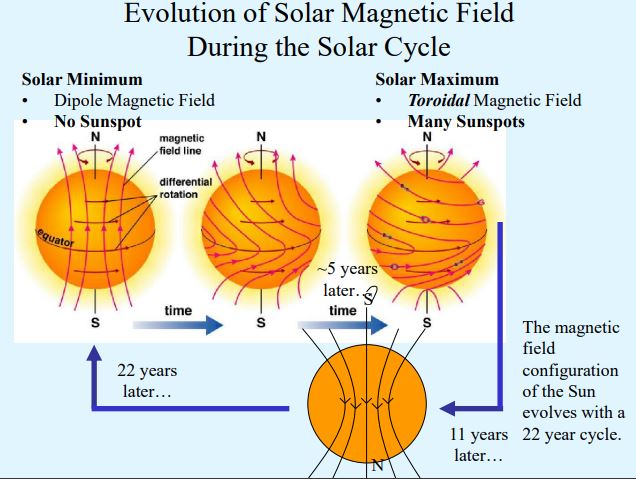 Evolution of Solar Magnetic Field
During the Solar Cycle
Solar Minimum
• Dipole Magnetic Field
• No Sunspot
Solar Maximum
• Toroidal Magnetic Field
• Many Sunspots
N
magnetic
field line
differential
rotation
equator
S
time
N
S
~5 years
later…
time
N
S
S
N
The magnetic
field
configuration
of the Sun
evolves with a
22 year cycle.
11 years
later…
22 years
later…